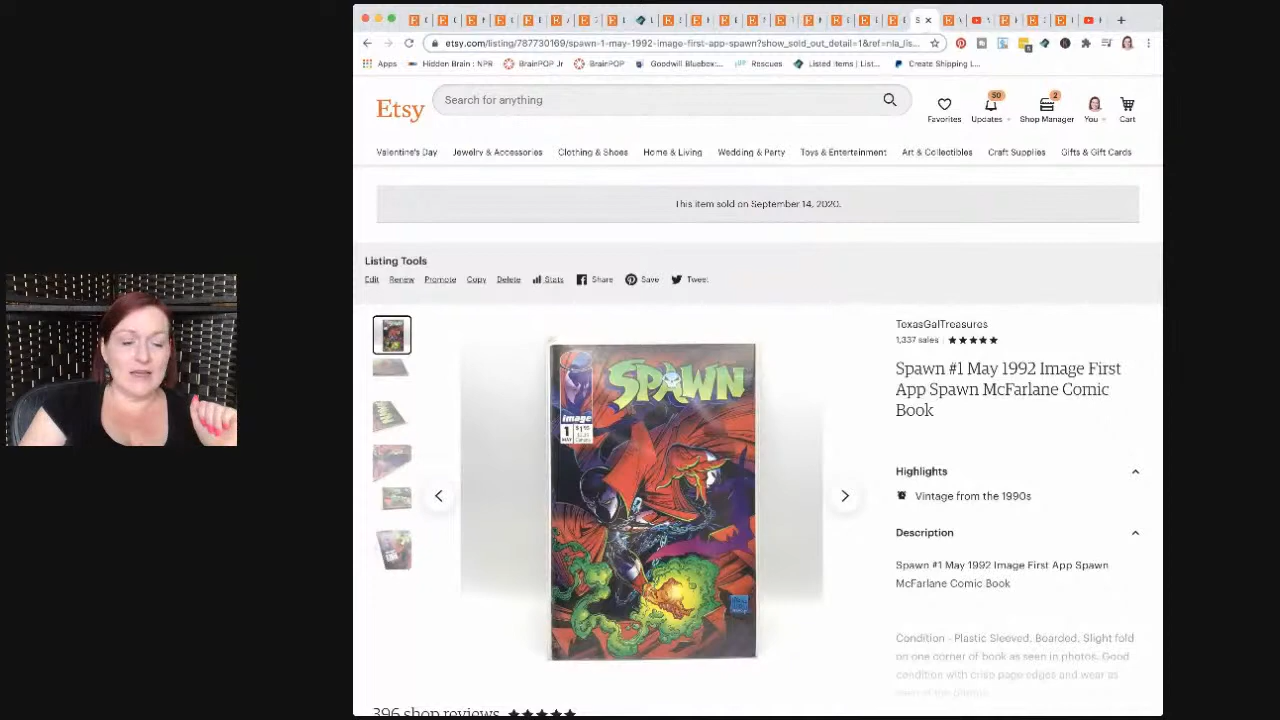 etsy.com/listing/787730169/spawn-1-may-1992-image-first-app-spawn?show_sold_out_detail=1&ref=nla_lis...
Apps
Hidden Brain : NPR
BrainPOP Jr
BrainPOP
Goodwill Bluebox:...
Rescues
Listed Items | List...
Create Shipping L...
Etsy
Search for anything
30
2
Favorites
Updates
Shop Manager
You
Cart
Valentine's Day
Jewelry & Accessories
Clothing & Shoes
Home & Living
Wedding & Party
Toys & Entertainment
Art & Collectibles
Craft Supplies
Gifts & Gift Cards
This item sold on September 14, 2020.
Listing Tools
Edit
Renew
Promote
Copy
Delete
Stats
Share
Save
Tweet
SPAWN
image
1
MAY
$1.95
TexasGalTreasures
1,337 sales
Spawn #1 May 1992 Image First
App Spawn McFarlane Comic
Book
Highlights
Vintage from the 1990s
Description
Spawn #1 May 1992 Image First App Spawn
McFarlane Comic Book
Condition - Plastic Sleeved, Boarded, Slight fold
on one corner of book as seen in photos. Good
condition with crisp page edges and wear as
396 shop reviews